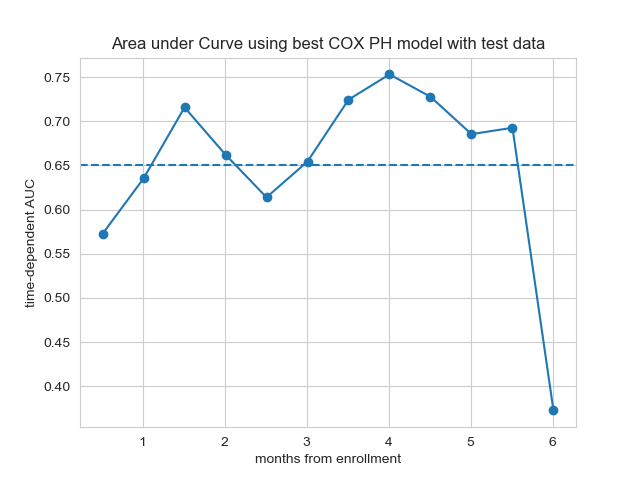 Area under Curve using best COX PH model with test data
time-dependent AUC
0.75
0.70
0.65
0.60
0.55
0.50
0.45
0.40
1 2 3 4 5 6
months from enrollment